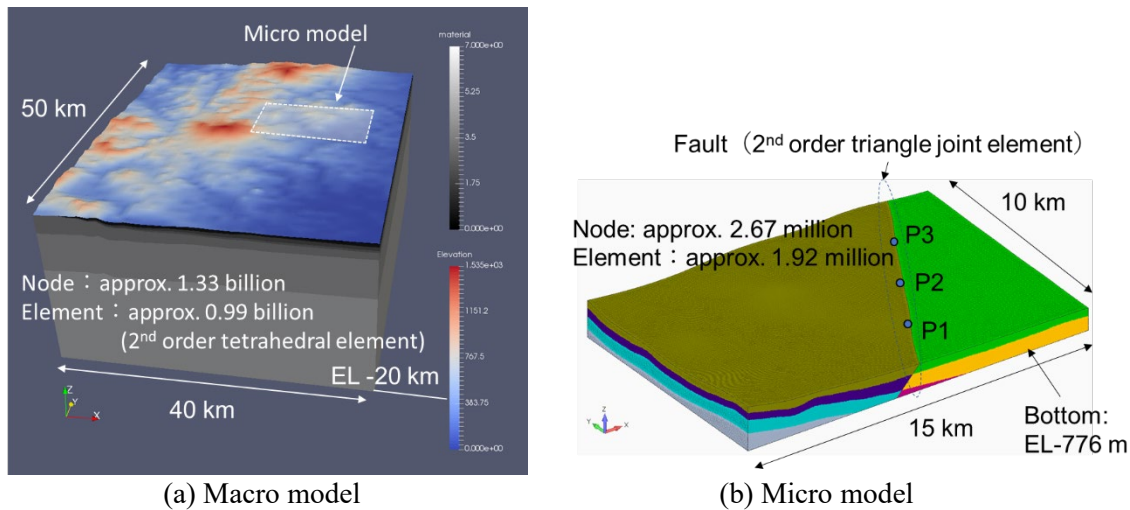 Micro model
50 km
material
7.000e+00
5.25
3.5
1.75
0.000e+00
Elevation
1.535e+03
1151.2
767.5
383.75
0.000e+00
Node：approx. 1.33 billion
Element：approx. 0.99 billion
(2nd order tetrahedral element)
EL -20 km
40 km
Z
Y
X
(a) Macro model
Fault（2nd order triangle joint element）
10 km
Node: approx. 2.67 million
Element: approx. 1.92 million
P3
P2
P1
15 km
Bottom:
EL-776 m
Z
Y
X
(b) Micro model